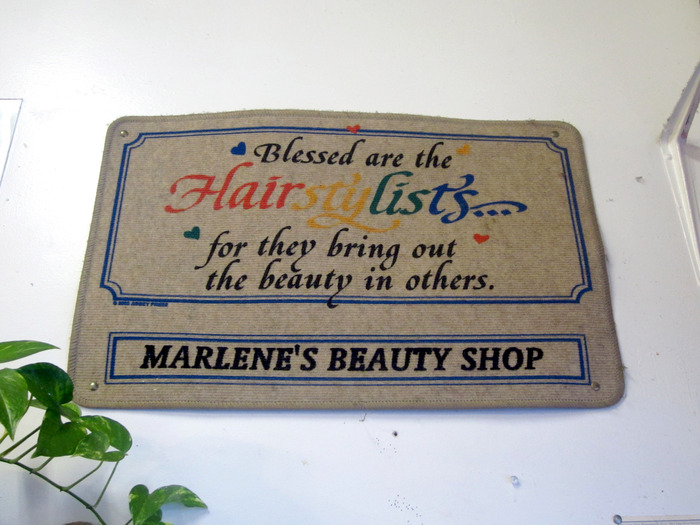 Blessed are the
Hairstylists...
for they bring out
the beauty in others.
MARLENE'S BEAUTY SHOP